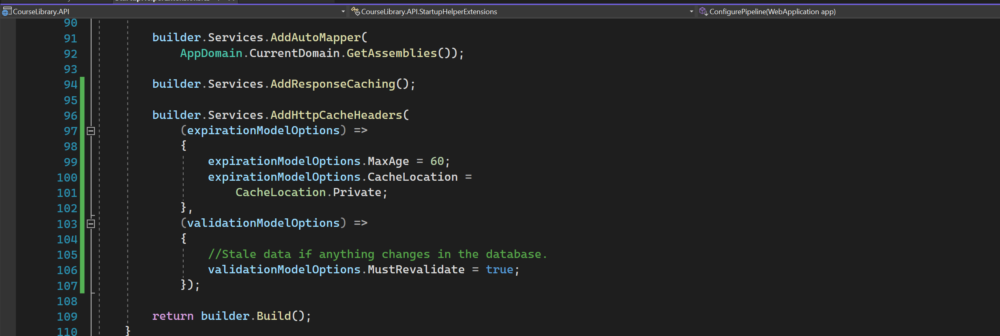 CourseLibrary.API CourseLibrary.API.StartupHelperExtensions ConfigurePipeline(WebApplication app)
90
91 builder.Services.AddAutoMapper(
92 AppDomain.CurrentDomain.GetAssemblies());
93
94 builder.Services.AddResponseCaching();
95
96 builder.Services.AddHttpCacheHeaders(
97 (expirationModelOptions) =>
98 {
99 expirationModelOptions.MaxAge = 60;
100 expirationModelOptions.CacheLocation =
101 CacheLocation.Private;
102 },
103 (validationModelOptions) =>
104 {
105 //Stale data if anything changes in the database.
106 validationModelOptions.MustRevalidate = true;
107 });
108
109 return builder.Build();
110 }